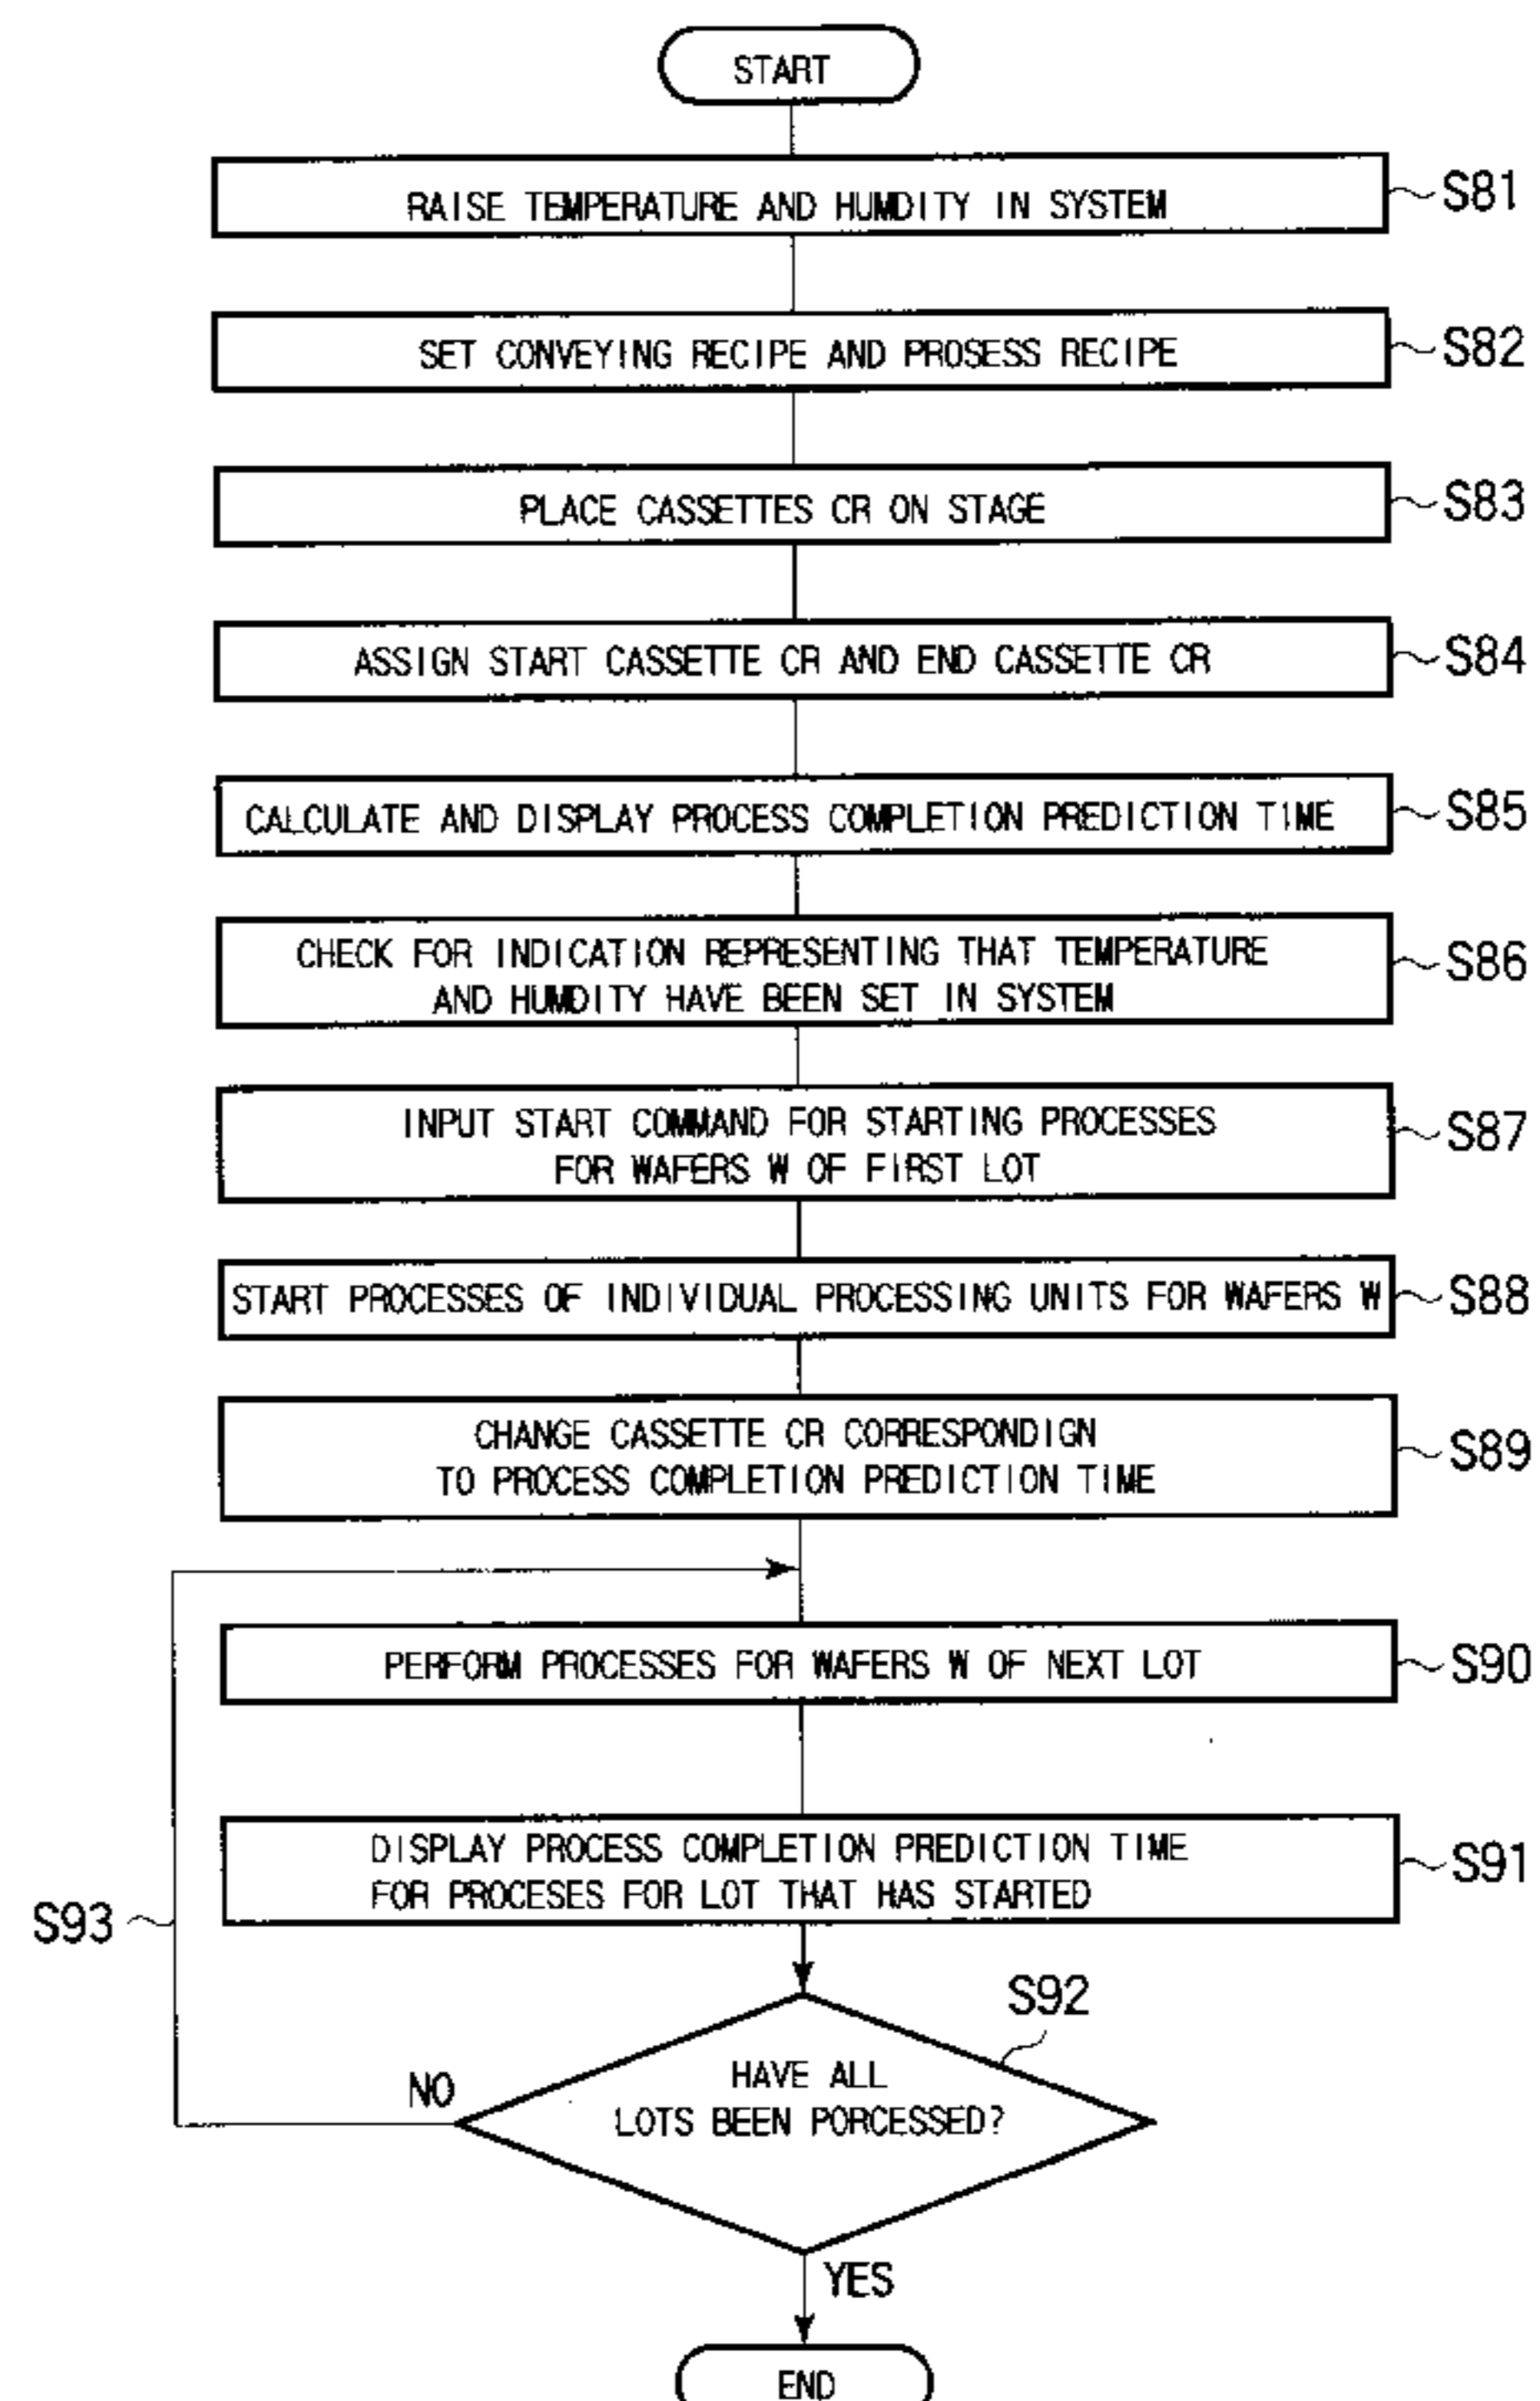 START
RAISE TEMPERATURE AND HUMDITY IN SYSTEM
S81
SET CONVEYING RECIPE AND PROSESS RECIPE
S82
PLACE CASSETTES CR ON STAGE
S83
ASSIGN START CASSETTE CR AND END CASSETTE CR
S84
CALCULATE AND DISPLAY PROCESS COMPLETION PREDICTION TIME
S85
CHECK FOR INDICATION REPRESENTING THAT TEMPERATURE
AND HUMDITY HAVE BEEN SET IN SYSTEM
S86
INPUT START COMMAND FOR STARTING PROCESSES
FOR WAFERS W OF FIRST LOT
S87
START PROCESSES OF INDIVIDUAL PROCESSING UNITS FOR WAFERS W
S88
CHANGE CASSETTE CR CORRESPONDIGN
TO PROCESS COMPLETION PREDICTION TIME
S89
PERFORM PROCESSES FOR WAFERS W OF NEXT LOT
S90
DISPLAY PROCESS COMPLETION PREDICTION TIME
FOR PROCESES FOR LOT THAT HAS STARTED
S91
S93
S92
HAVE ALL
LOTS BEEN PORCESSED?
NO
YES
END